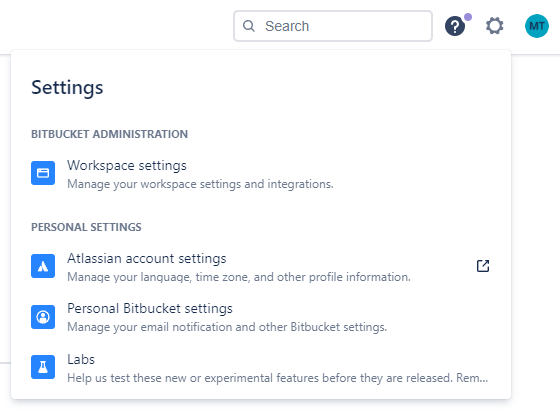 Search
MT
Settings
BITBUCKET ADMINISTRATION
Workspace settings
Manage your workspace settings and integrations.
PERSONAL SETTINGS
Atlassian account settings
Manage your language, time zone, and other profile information.
Personal Bitbucket settings
Manage your email notification and other Bitbucket settings.
Labs
Help us test these new or experimental features before they are released. Rem...